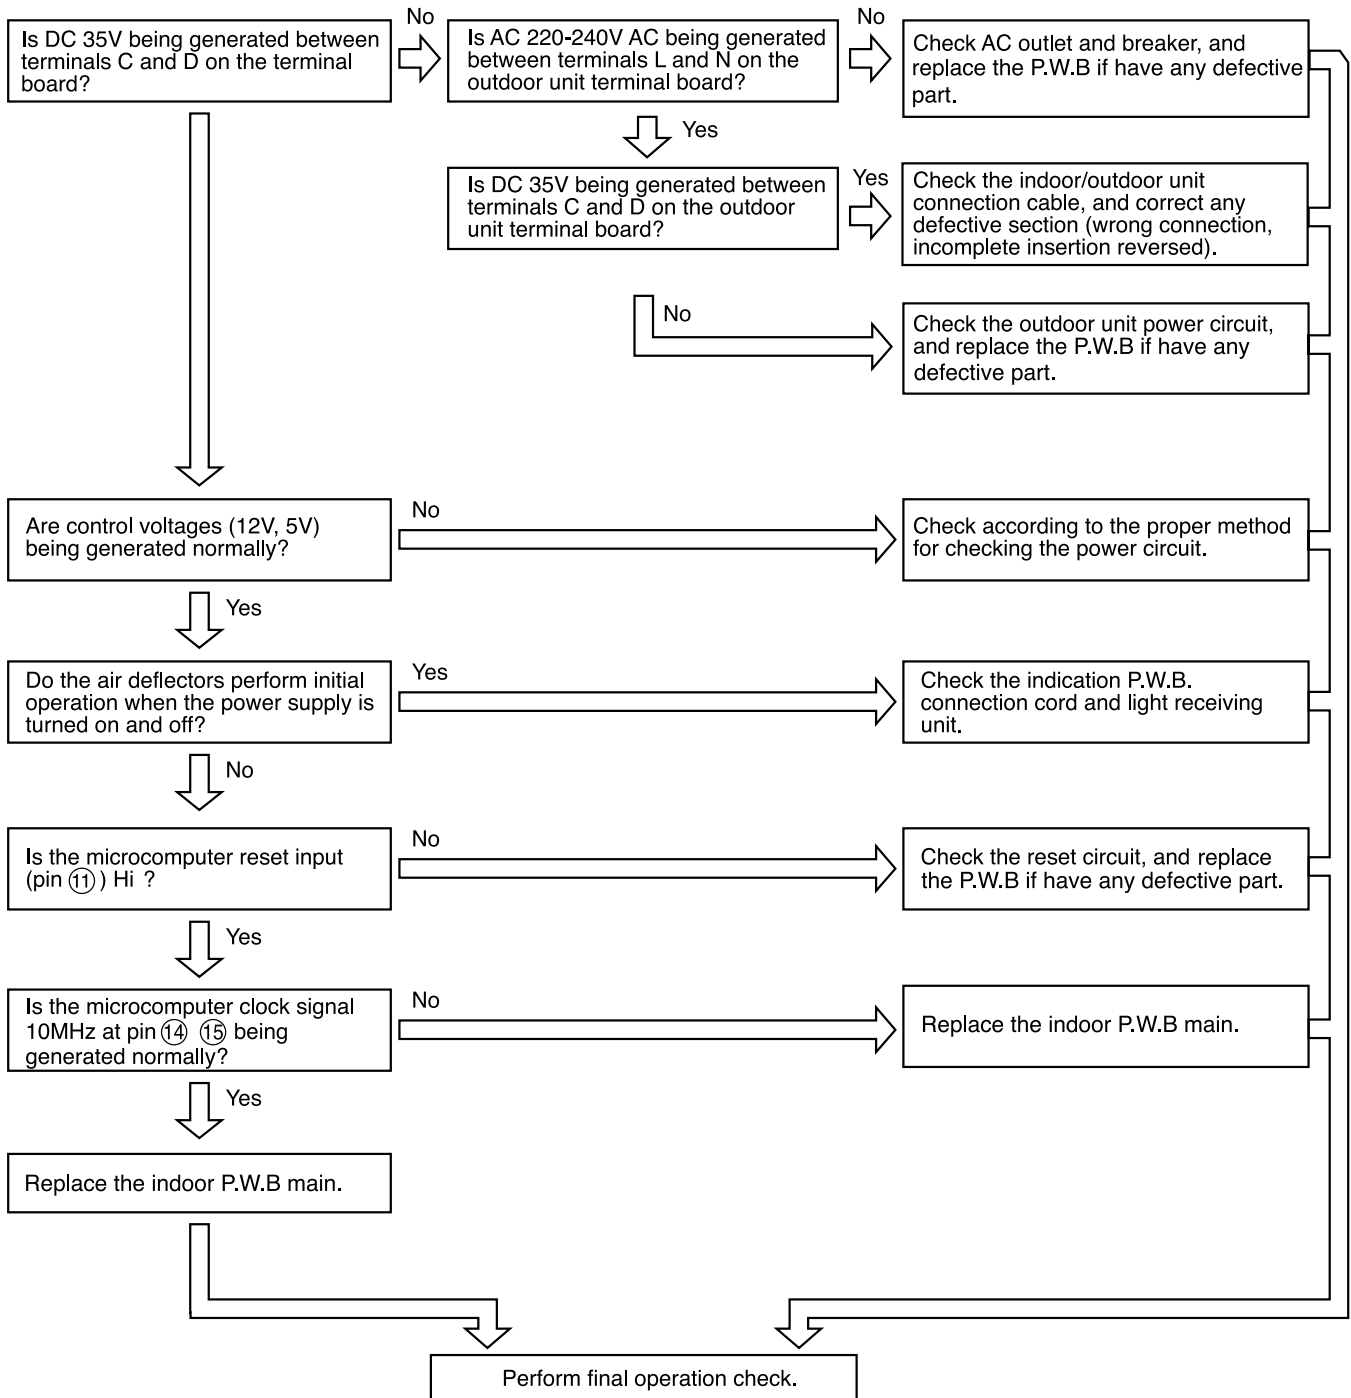 Is DC 35V being generated between
terminals C and D on the terminal
board?
No
Is AC 220-240V AC being generated
between terminals L and N on the
outdoor unit terminal board?
No
Check AC outlet and breaker, and
replace the P.W.B if have any defective
part.
Yes
Is DC 35V being generated between
terminals C and D on the outdoor
unit terminal board?
Yes
Check the indoor/outdoor unit
connection cable, and correct any
defective section (wrong connection,
incomplete insertion reversed).
No
Check the outdoor unit power circuit,
and replace the P.W.B if have any
defective part.
Are control voltages (12V, 5V)
being generated normally?
No
Check according to the proper method
for checking the power circuit.
Yes
Do the air deflectors perform initial
operation when the power supply is
turned on and off?
Yes
Check the indication P.W.B.
connection cord and light receiving
unit.
No
Is the microcomputer reset input
(pin ⑪) Hi ?
No
Check the reset circuit, and replace
the P.W.B if have any defective part.
Yes
Is the microcomputer clock signal
10MHz at pin ⑭ ⑮ being
generated normally?
No
Replace the indoor P.W.B main.
Yes
Replace the indoor P.W.B main.
Perform final operation check.